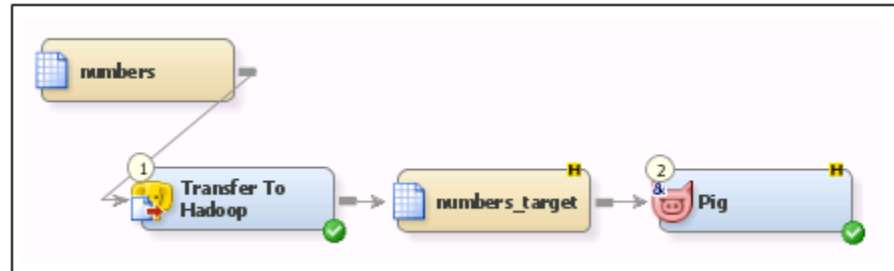 numbers
1
Transfer To
Hadoop
H
numbers_target
2
&
H
Pig